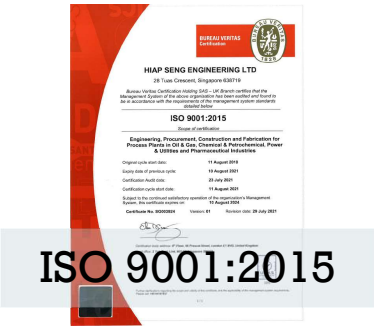 BUREAU VERITAS
Certification
BUREAU VERITAS
1828
HIAP SENG ENGINEERING LTD
28 Tuas Crescent, Singapore 638719
Bureau Veritas Certification Holding SAS – UK Branch certifies that the
Management System of the above organisation has been audited and found to
be in accordance with the requirements of the management system standards
detailed below
ISO 9001:2015
Scope of certification
Engineering, Procurement, Construction and Fabrication for
Process Plants in Oil & Gas, Chemical & Petrochemical, Power
& Utilities and Pharmaceutical Industries
Original cycle start date: 11 August 2018
Expiry date of previous cycle: 10 August 2021
Certification Audit date: 23 July 2021
Certification cycle start date: 11 August 2021
Subject to the continued satisfactory operation of the organization's Management
System, this certificate expires on: 10 August 2024
Certificate No. SG003824 Version: 01 Revision date: 29 July 2021
ISO 9001:2015